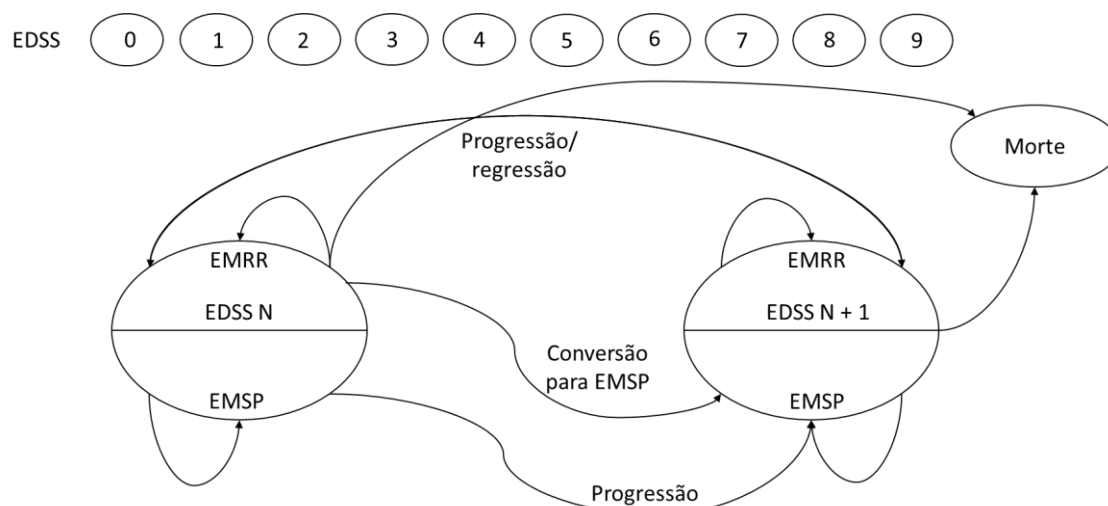 EDSS 0 1 2 3 4 5 6 7 8 9
Progressão/
regressão
Morte
EMRR
EMRR
EDSS N
EDSS N + 1
Conversão
para EMSP
EMSP
EMSP
Progressão